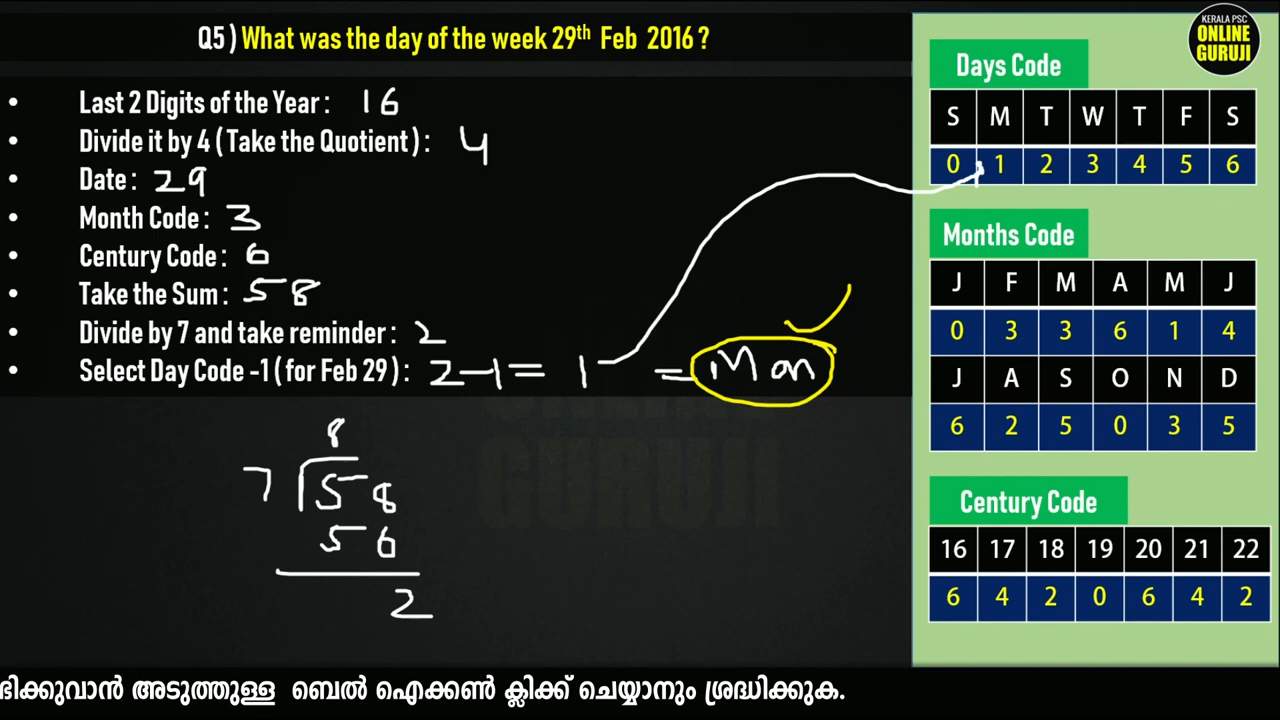 Q5 ) What was the day of the week 29th Feb 2016 ?
• Last 2 Digits of the Year : 16
• Divide it by 4 ( Take the Quotient ) : 4
• Date : 29
• Month Code : 3
• Century Code : 6
• Take the Sum : 58
• Divide by 7 and take reminder : 2
• Select Day Code -1 ( for Feb 29 ) : 2-1 = 1 = Mon
8
7 58
56
2
KERALA PSC
ONLINE
GURUJI
Days Code
S M T W T F S
0 1 2 3 4 5 6
Months Code
J F M A M J
0 3 3 6 1 4
J A S O N D
6 2 5 0 3 5
Century Code
16 17 18 19 20 21 22
6 4 2 0 6 4 2
GURUJI
ഭിക്കുവാൻ അടുത്തുള്ള ബെൽ ഐക്കൺ ക്ലിക്ക് ചെയ്യാനും ശ്രദ്ധിക്കുക.